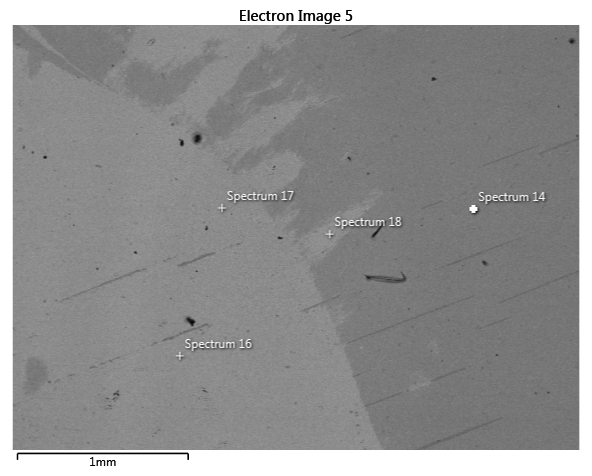 Electron Image 5
Spectrum 17
Spectrum 14
Spectrum 18
Spectrum 16
1mm